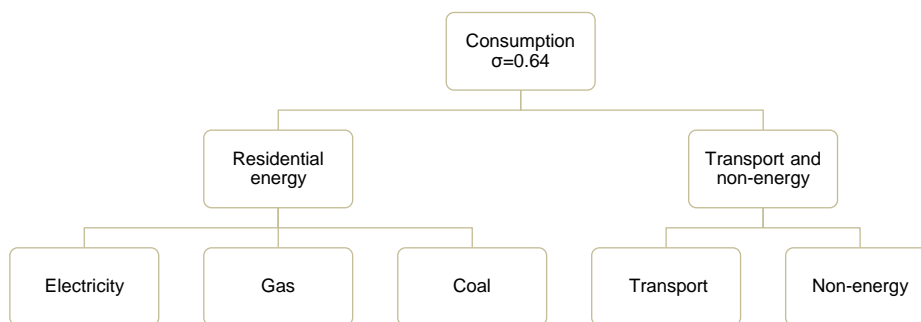 Consumption
σ=0.64
Residential
energy
Transport and
non-energy
Electricity
Gas
Coal
Transport
Non-energy